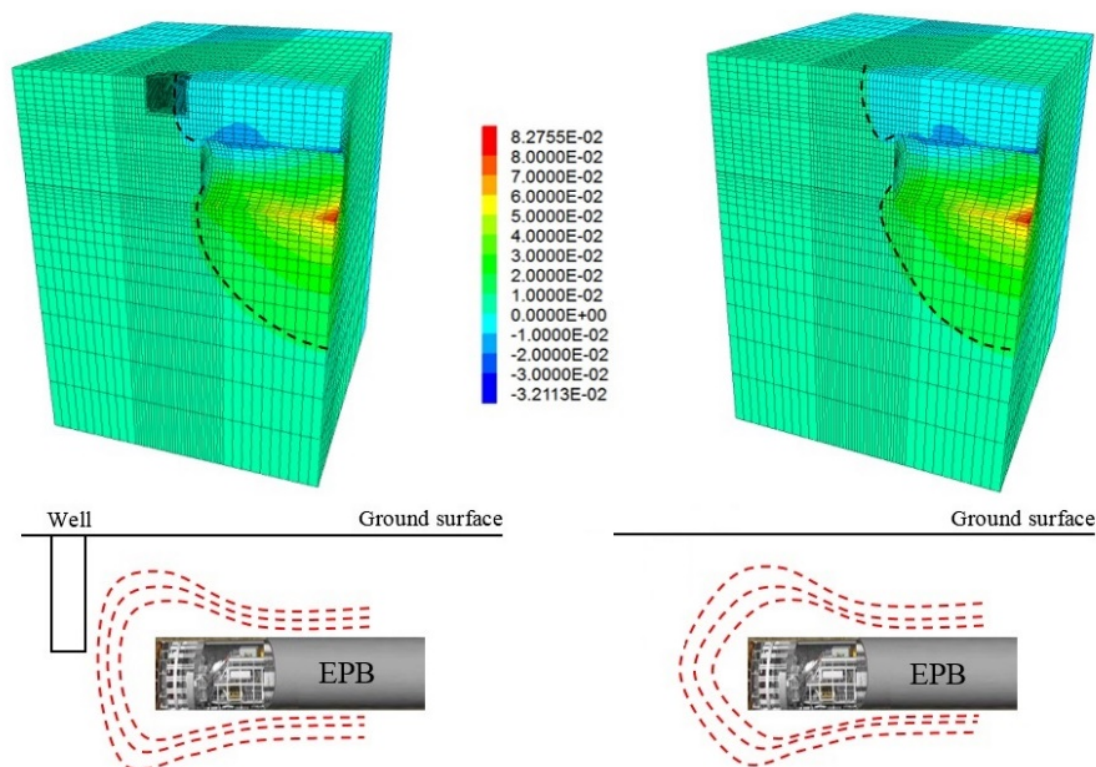 8.2755E-02
8.0000E-02
7.0000E-02
6.0000E-02
5.0000E-02
4.0000E-02
3.0000E-02
2.0000E-02
1.0000E-02
0.0000E+00
-1.0000E-02
-2.0000E-02
-3.0000E-02
-3.2113E-02
Well
Ground surface
Ground surface
EPB
EPB